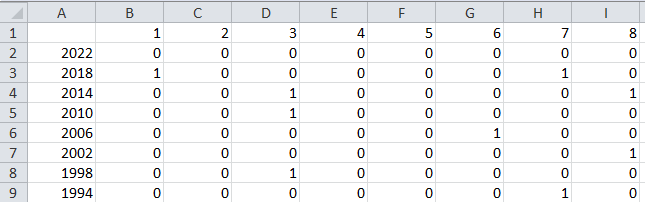 A B C D E F G H I
1 1 2 3 4 5 6 7 8
2 2022 0 0 0 0 0 0 0 0
3 2018 1 0 0 0 0 0 1 0
4 2014 0 0 1 0 0 0 0 1
5 2010 0 0 1 0 0 0 0 0
6 2006 0 0 0 0 0 1 0 0
7 2002 0 0 0 0 0 0 0 1
8 1998 0 0 1 0 0 0 0 0
9 1994 0 0 0 0 0 0 1 0